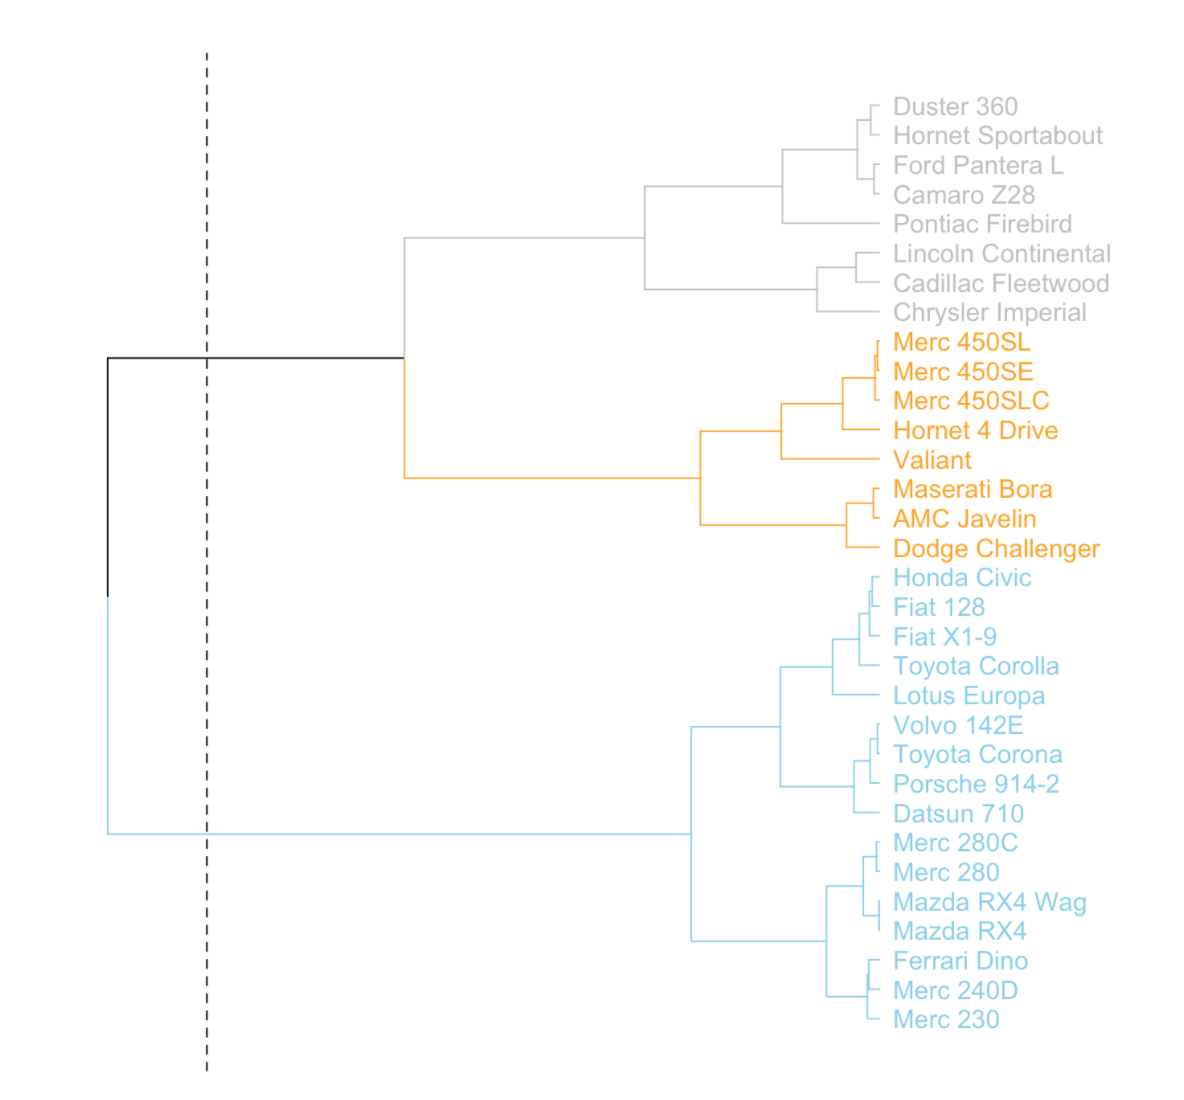 Duster 360
Hornet Sportabout
Ford Pantera L
Camaro Z28
Pontiac Firebird
Lincoln Continental
Cadillac Fleetwood
Chrysler Imperial
Merc 450SL
Merc 450SE
Merc 450SLC
Hornet 4 Drive
Valiant
Maserati Bora
AMC Javelin
Dodge Challenger
Honda Civic
Fiat 128
Fiat X1-9
Toyota Corolla
Lotus Europa
Volvo 142E
Toyota Corona
Porsche 914-2
Datsun 710
Merc 280C
Merc 280
Mazda RX4 Wag
Mazda RX4
Ferrari Dino
Merc 240D
Merc 230